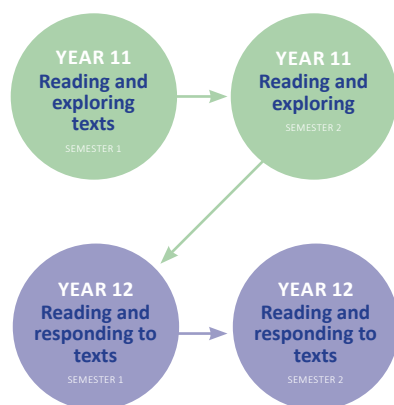 YEAR 11
Reading and
exploring
texts
SEMESTER 1
YEAR 11
Reading and
exploring
SEMESTER 2
YEAR 12
Reading and
responding to
texts
SEMESTER 1
YEAR 12
Reading and
responding to
texts
SEMESTER 2